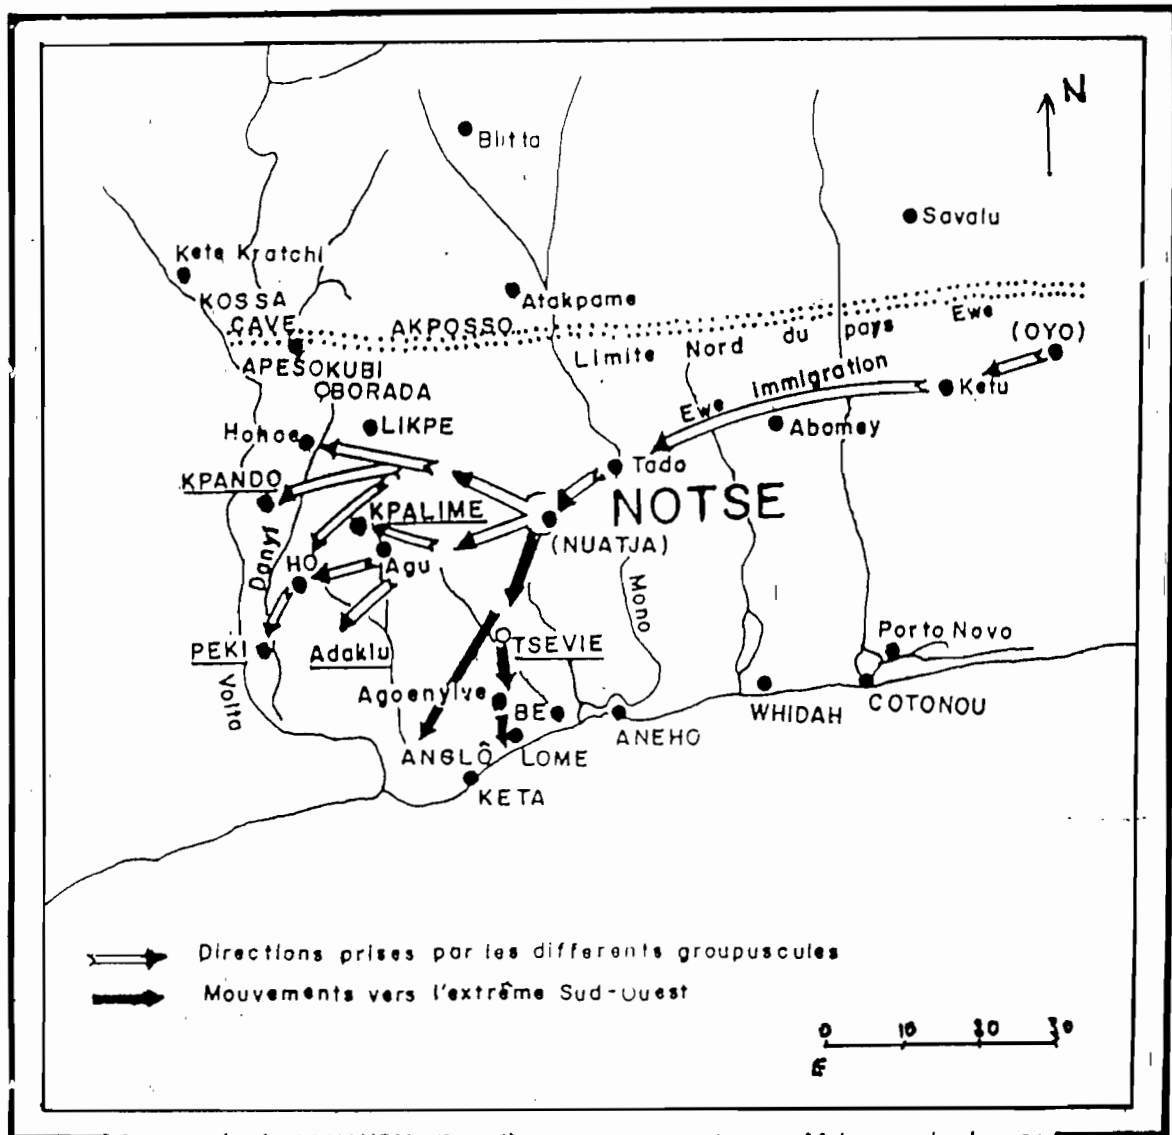 N
Blitta
Savalu
Kete Kratchi
KOSSA
Atakpame
CAVE
AKPOSSO
Limite Nord du pays Ewe
(OYO)
APESOKUBI
OBORADA
Ewe immigration
Ketu
Hohoe
LIKPE
Abomey
Tado
KPANDO
NOTSE
KPALIME
(NUATJA)
Danyi
HO
Agu
Mono
PEKI
Adaklu
TSEVIE
Porto Novo
Volta
Agoenyive
BE
WHIDAH
COTONOU
ANEHO
ANGLÔ
LOME
KETA
Directions prises par les differents groupuscules
Mouvements vers l'extrême Sud-Ouest
0 10 20 30